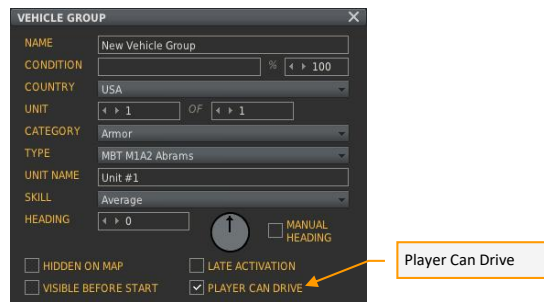 VEHICLE GROUP
NAME New Vehicle Group
CONDITION % 100
COUNTRY USA
UNIT 1 OF 1
CATEGORY Armor
TYPE MBT M1A2 Abrams
UNIT NAME Unit #1
SKILL Average
HEADING 0 MANUAL
HEADING
HIDDEN ON MAP LATE ACTIVATION
VISIBLE BEFORE START PLAYER CAN DRIVE
Player Can Drive